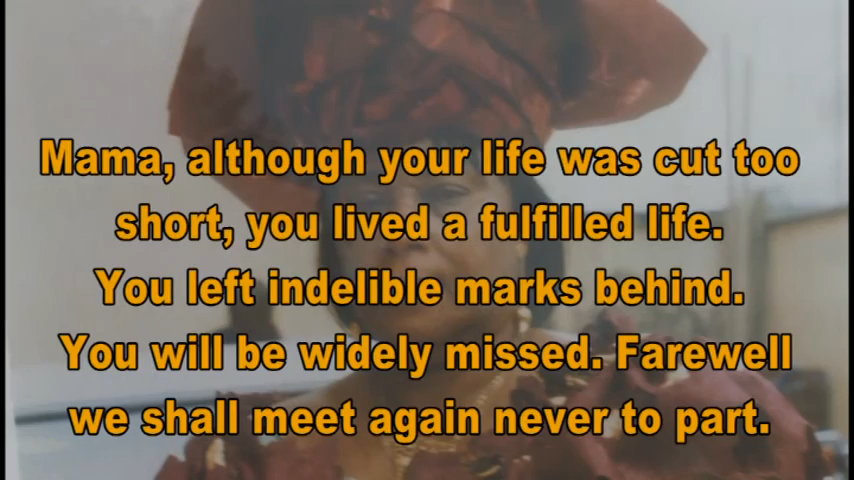 Mama, although your life was cut too
short, you lived a fulfilled life.
You left indelible marks behind.
You will be widely missed. Farewell
we shall meet again never to part.